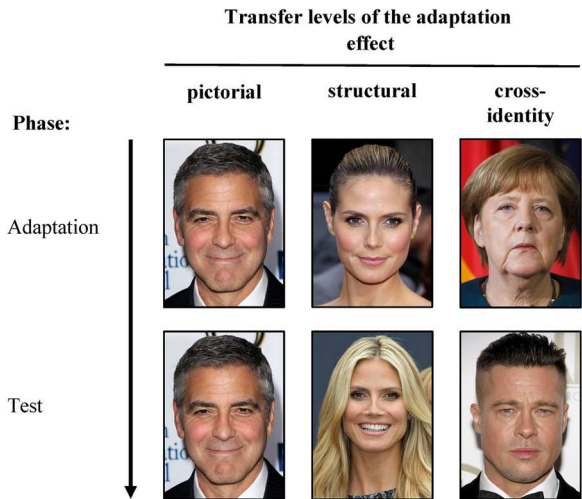 Transfer levels of the adaptation
effect
pictorial
structural
cross-
identity
Phase:
Adaptation
Test